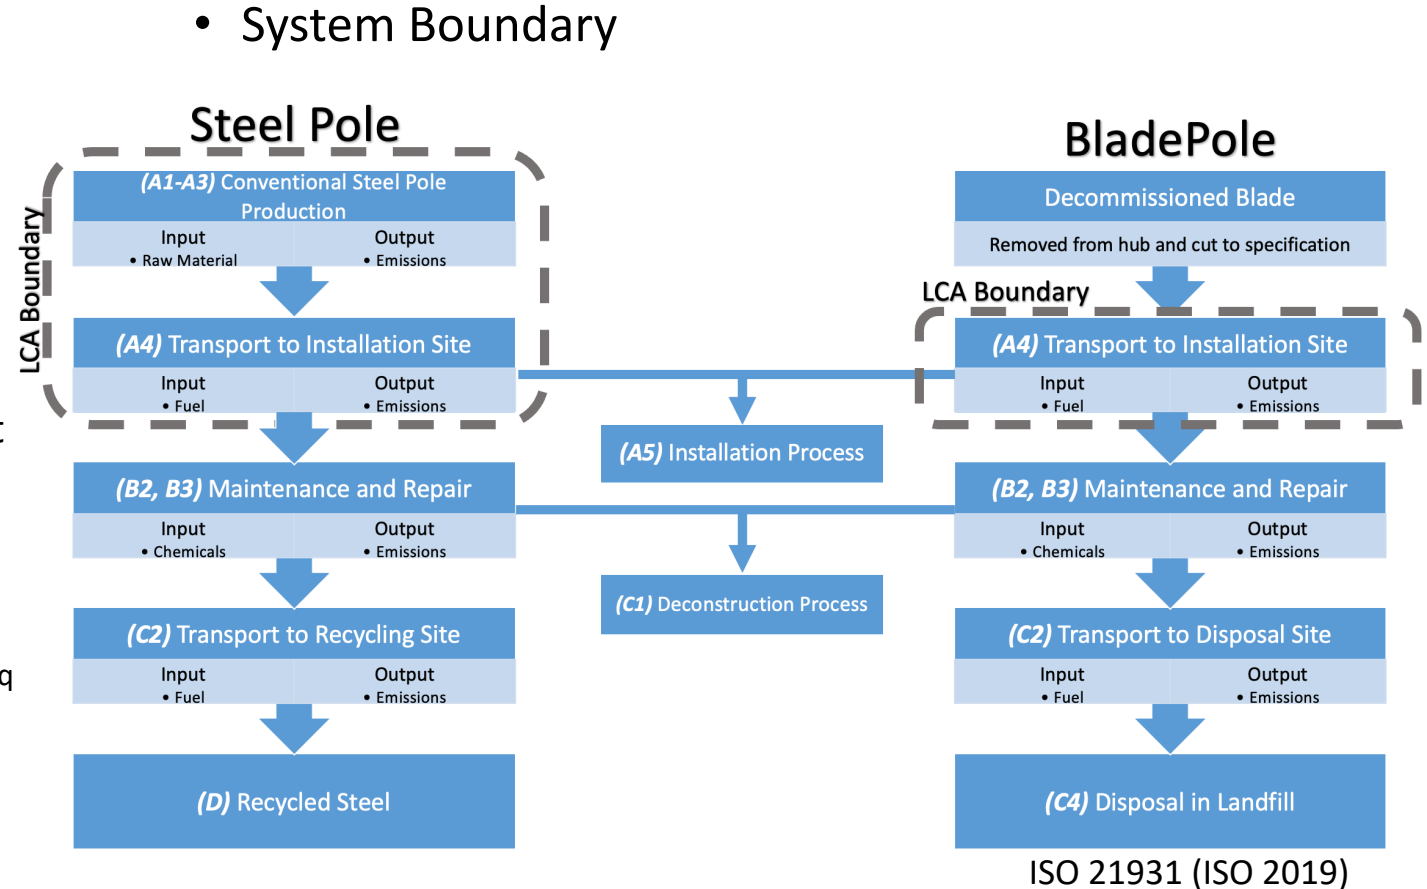 • System Boundary
Steel Pole
LCA Boundary
(A1-A3) Conventional Steel Pole
Production
Input
• Raw Material
Output
• Emissions
(A4) Transport to Installation Site
Input
• Fuel
Output
• Emissions
(B2, B3) Maintenance and Repair
Input
• Chemicals
Output
• Emissions
(C2) Transport to Recycling Site
Input
• Fuel
Output
• Emissions
(D) Recycled Steel
(A5) Installation Process
(C1) Deconstruction Process
BladePole
Decommissioned Blade
Removed from hub and cut to specification
LCA Boundary
(A4) Transport to Installation Site
Input
• Fuel
Output
• Emissions
(B2, B3) Maintenance and Repair
Input
• Chemicals
Output
• Emissions
(C2) Transport to Disposal Site
Input
• Fuel
Output
• Emissions
(C4) Disposal in Landfill
ISO 21931 (ISO 2019)
t
q